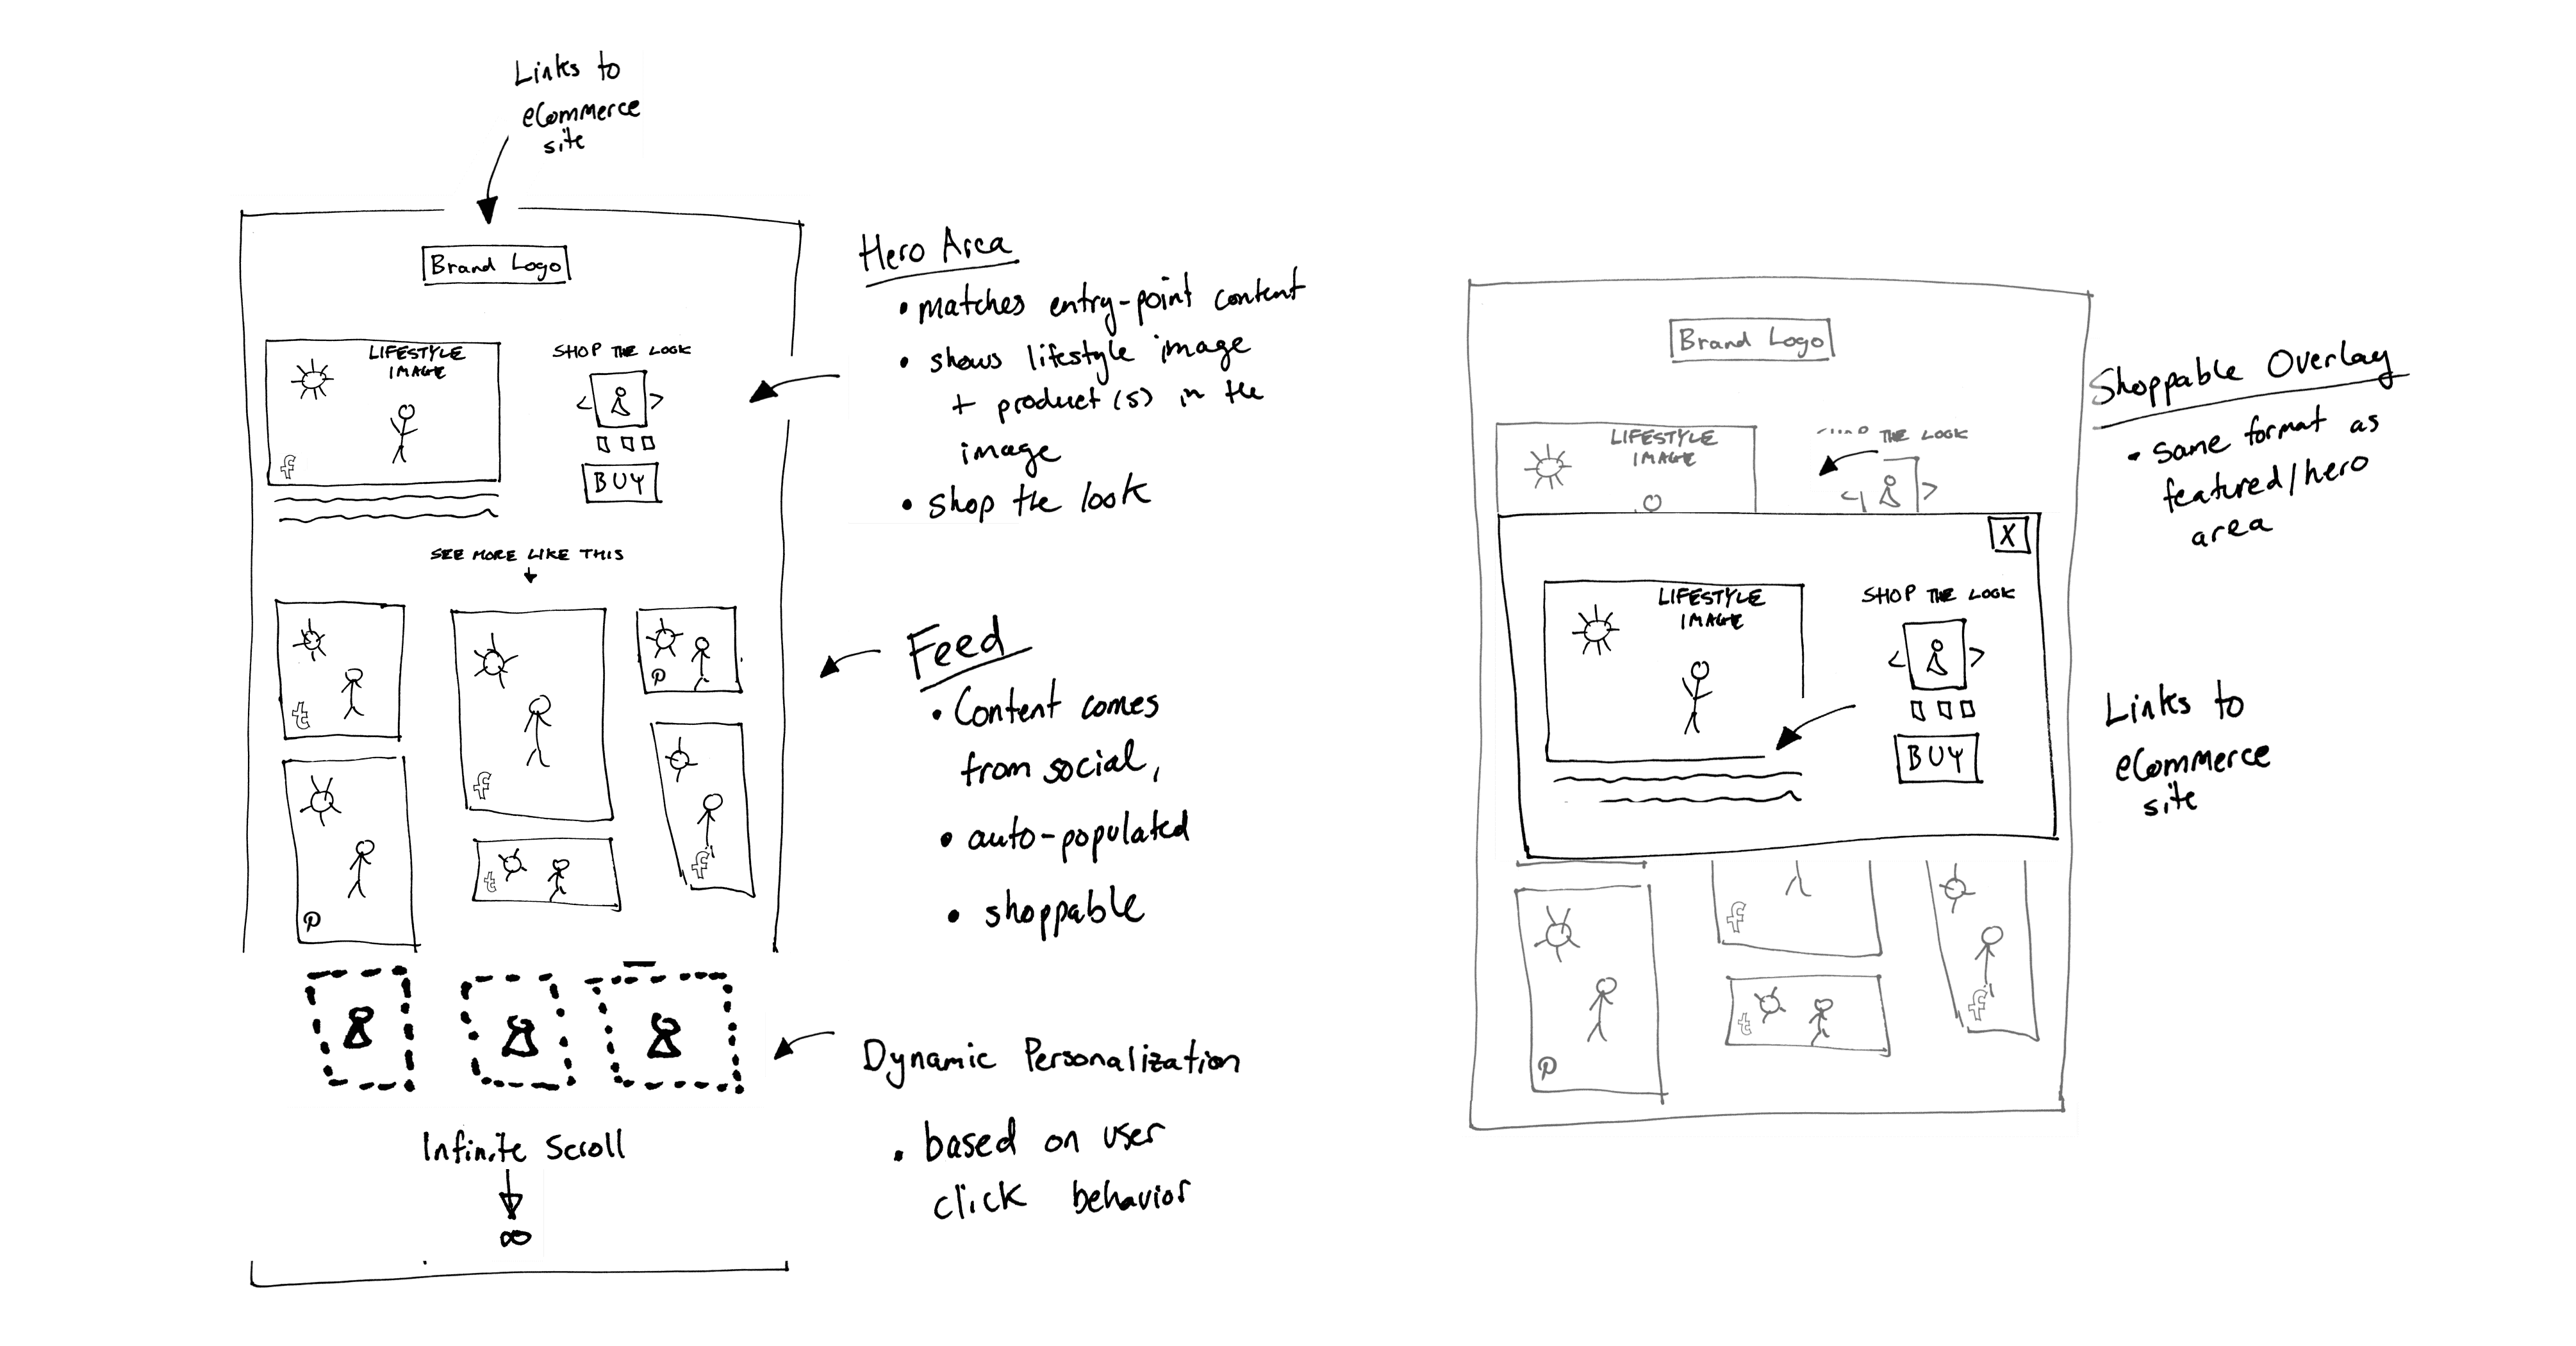 Links to
eCommerce
site
Brand Logo
LIFESTYLE
IMAGE
f
SHOP THE LOOK
< >
BUY
SEE MORE LIKE THIS
t
f
P
P
t
f
Infinite Scroll
∞
Hero Area
• matches entry-point content
• shows lifestyle image
+ product(s) in the
image
• shop the look
Feed
• Content comes
from social,
• auto-populated
• shoppable
Dynamic Personalization
• based on user
click behavior
Brand Logo
LIFESTYLE
IMAGE
THE LOOK
< >
X
LIFESTYLE
IMAGE
SHOP THE LOOK
< >
BUY
f
t
f
P
Shoppable Overlay
• Same format as
featured/hero
area
Links to
eCommerce
site